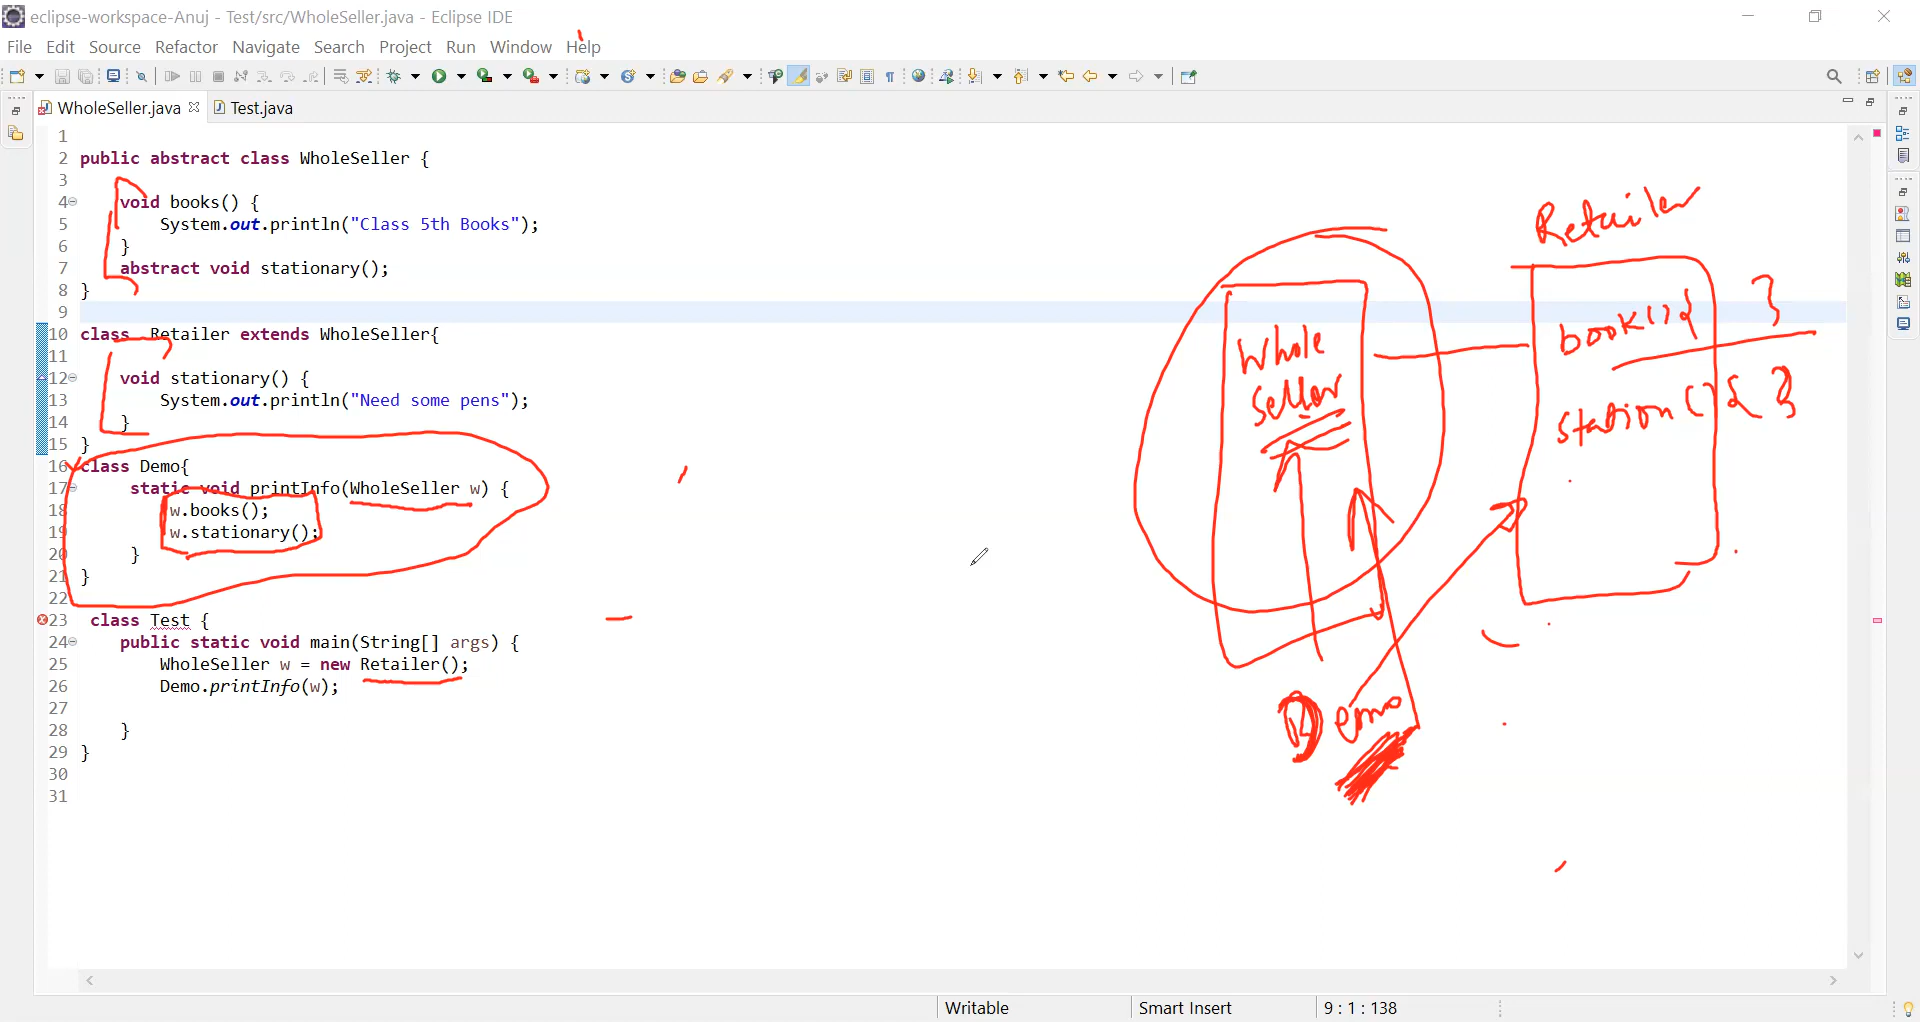 eclipse-workspace-Anuj - Test/src/WholeSeller.java - Eclipse IDE
File Edit Source Refactor Navigate Search Project Run Window Help
WholeSeller.java Test.java
1
2 public abstract class WholeSeller {
3
4 void books() {
5 System.out.println("Class 5th Books");
6 }
7 abstract void stationary();
8 }
9
10 class Retailer extends WholeSeller{
11
12 void stationary() {
13 System.out.println("Need some pens");
14 }
15 }
16 class Demo{
17 static void printInfo(WholeSeller w) {
18 w.books();
19 w.stationary();
20 }
21 }
22
23 class Test {
24 public static void main(String[] args) {
25 WholeSeller w = new Retailer();
26 Demo.printInfo(w);
27
28 }
29 }
30
31
Retailer
book(){ }
Whole
Seller
station(){ }
Demo
Writable Smart Insert 9 : 1 : 138